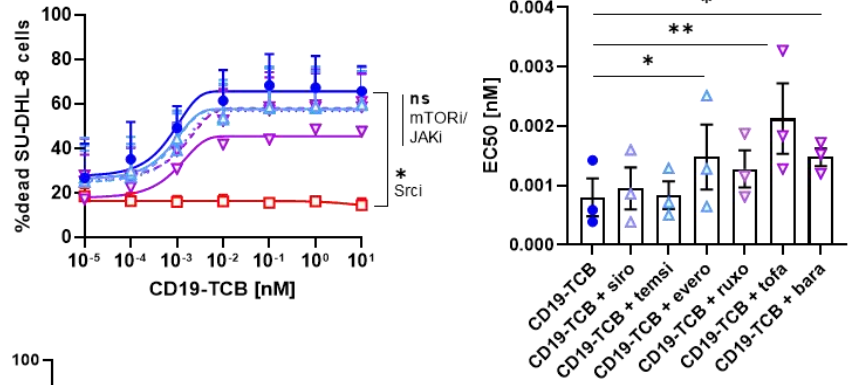 100
80
60
40
20
0
%dead SU-DHL-8 cells
10-5
10-4
10-3
10-2
10-1
100
101
CD19-TCB [nM]
ns
mTORi/
JAKi
*
Srci
0.004
0.003
0.002
0.001
0.000
EC50 [nM]
*
**
*
CD19-TCB
CD19-TCB + siro
CD19-TCB + temsi
CD19-TCB + evero
CD19-TCB + ruxo
CD19-TCB + tofa
CD19-TCB + bara
100